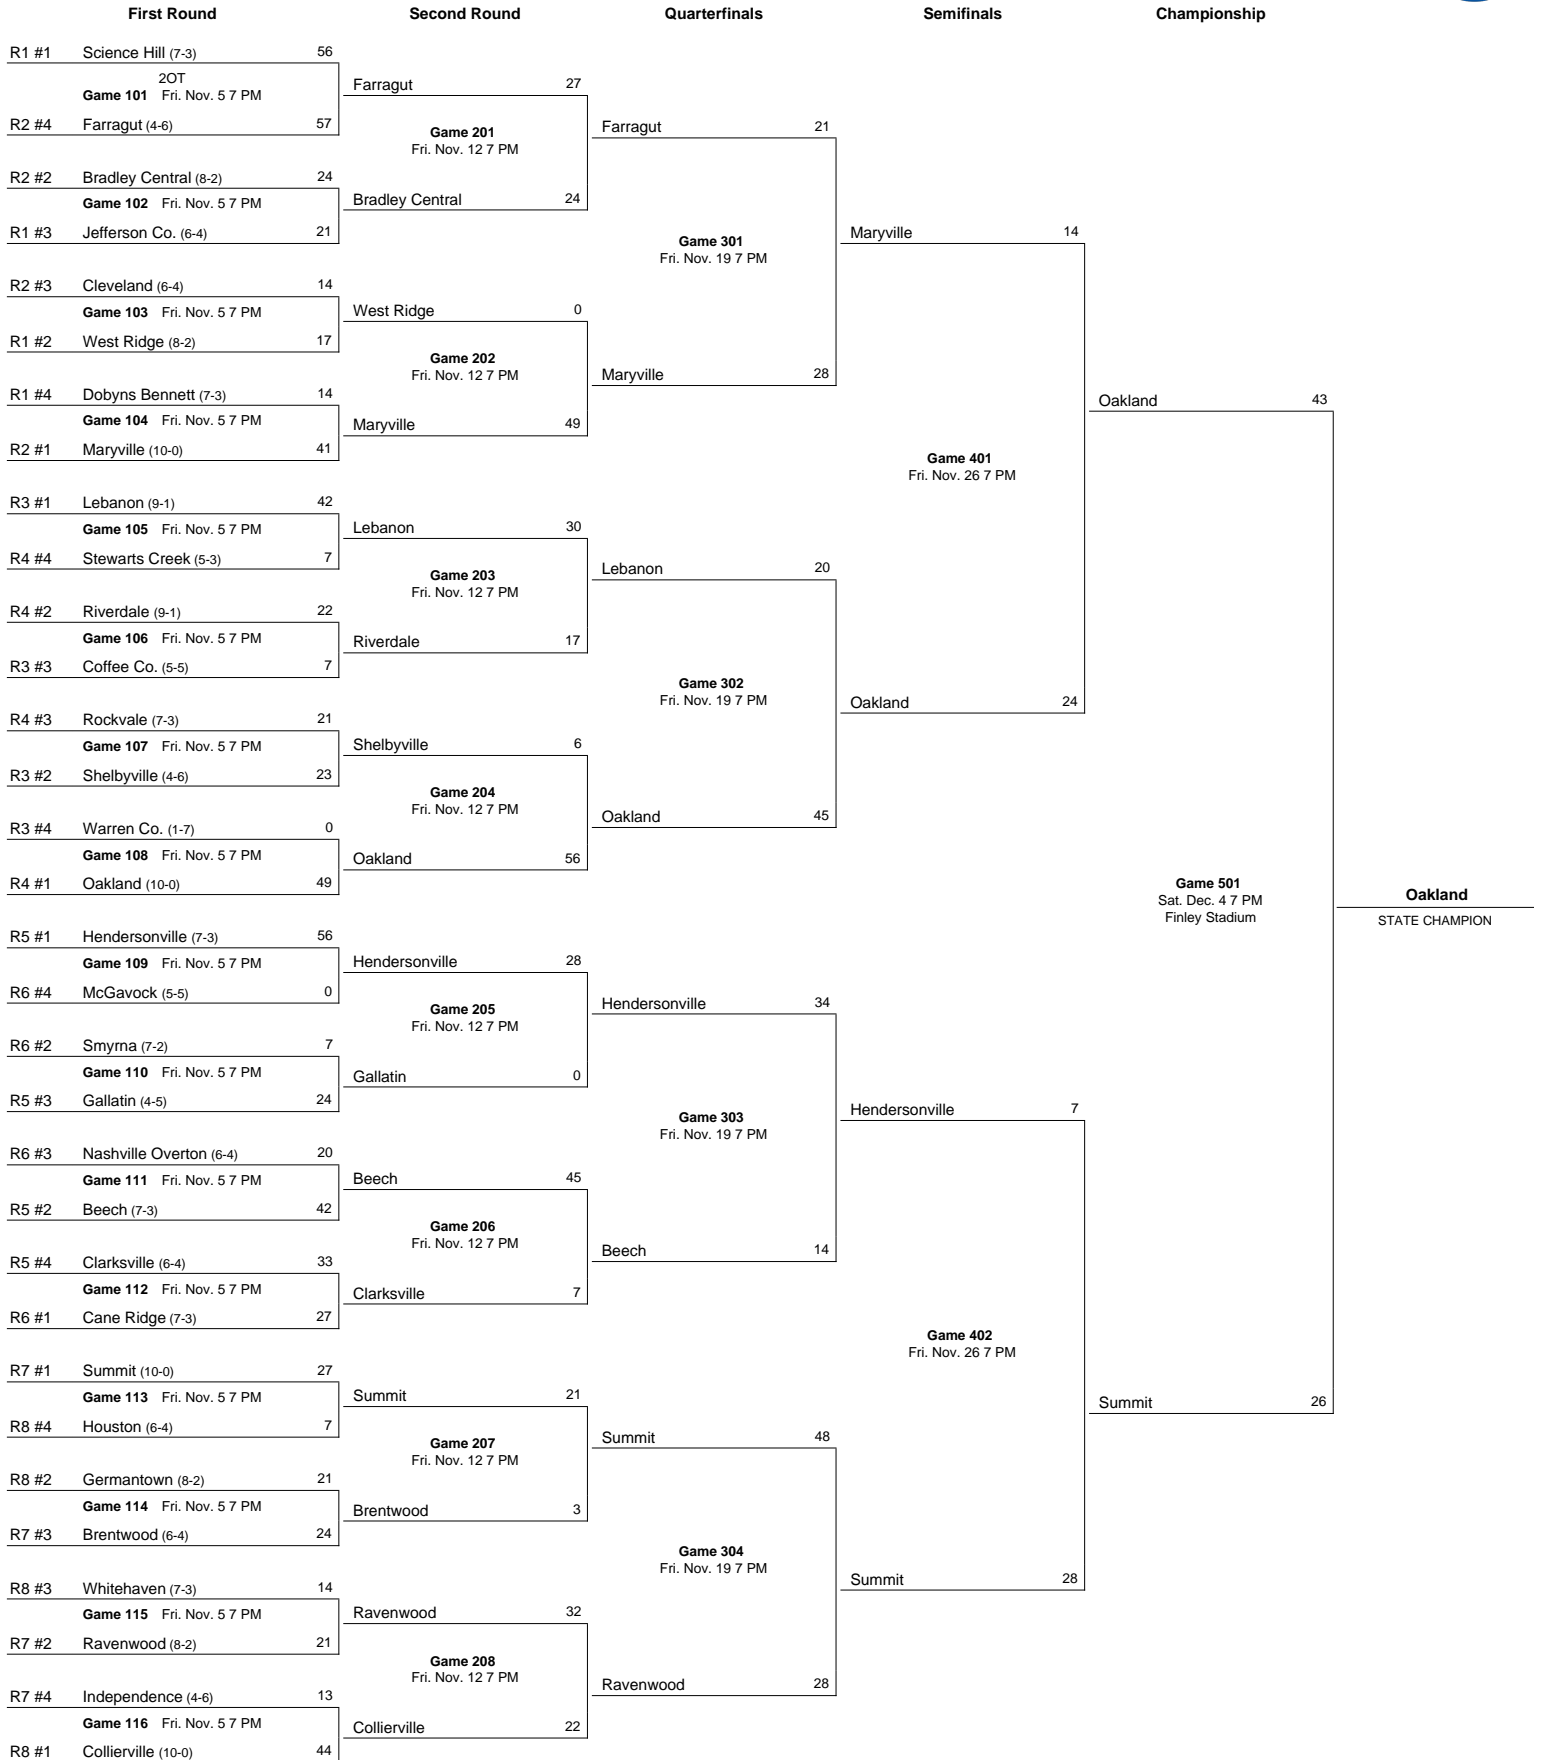 First Round Second Round Quarterfinals Semifinals Championship
R1 #1 Science Hill (7-3) 56
2OT
Game 101 Fri. Nov. 5 7 PM
R2 #4 Farragut (4-6) 57
R2 #2 Bradley Central (8-2) 24
Game 102 Fri. Nov. 5 7 PM
R1 #3 Jefferson Co. (6-4) 21
R2 #3 Cleveland (6-4) 14
Game 103 Fri. Nov. 5 7 PM
R1 #2 West Ridge (8-2) 17
R1 #4 Dobyns Bennett (7-3) 14
Game 104 Fri. Nov. 5 7 PM
R2 #1 Maryville (10-0) 41
R3 #1 Lebanon (9-1) 42
Game 105 Fri. Nov. 5 7 PM
R4 #4 Stewarts Creek (5-3) 7
R4 #2 Riverdale (9-1) 22
Game 106 Fri. Nov. 5 7 PM
R3 #3 Coffee Co. (5-5) 7
R4 #3 Rockvale (7-3) 21
Game 107 Fri. Nov. 5 7 PM
R3 #2 Shelbyville (4-6) 23
R3 #4 Warren Co. (1-7) 0
Game 108 Fri. Nov. 5 7 PM
R4 #1 Oakland (10-0) 49
R5 #1 Hendersonville (7-3) 56
Game 109 Fri. Nov. 5 7 PM
R6 #4 McGavock (5-5) 0
R6 #2 Smyrna (7-2) 7
Game 110 Fri. Nov. 5 7 PM
R5 #3 Gallatin (4-5) 24
R6 #3 Nashville Overton (6-4) 20
Game 111 Fri. Nov. 5 7 PM
R5 #2 Beech (7-3) 42
R5 #4 Clarksville (6-4) 33
Game 112 Fri. Nov. 5 7 PM
R6 #1 Cane Ridge (7-3) 27
R7 #1 Summit (10-0) 27
Game 113 Fri. Nov. 5 7 PM
R8 #4 Houston (6-4) 7
R8 #2 Germantown (8-2) 21
Game 114 Fri. Nov. 5 7 PM
R7 #3 Brentwood (6-4) 24
R8 #3 Whitehaven (7-3) 14
Game 115 Fri. Nov. 5 7 PM
R7 #2 Ravenwood (8-2) 21
R7 #4 Independence (4-6) 13
Game 116 Fri. Nov. 5 7 PM
R8 #1 Collierville (10-0) 44
Farragut 27
Game 201
Fri. Nov. 12 7 PM
Bradley Central 24
West Ridge 0
Game 202
Fri. Nov. 12 7 PM
Maryville 49
Lebanon 30
Game 203
Fri. Nov. 12 7 PM
Riverdale 17
Shelbyville 6
Game 204
Fri. Nov. 12 7 PM
Oakland 56
Hendersonville 28
Game 205
Fri. Nov. 12 7 PM
Gallatin 0
Beech 45
Game 206
Fri. Nov. 12 7 PM
Clarksville 7
Summit 21
Game 207
Fri. Nov. 12 7 PM
Brentwood 3
Ravenwood 32
Game 208
Fri. Nov. 12 7 PM
Collierville 22
Farragut 21
Game 301
Fri. Nov. 19 7 PM
Maryville 28
Lebanon 20
Game 302
Fri. Nov. 19 7 PM
Oakland 45
Hendersonville 34
Game 303
Fri. Nov. 19 7 PM
Beech 14
Summit 48
Game 304
Fri. Nov. 19 7 PM
Ravenwood 28
Maryville 14
Game 401
Fri. Nov. 26 7 PM
Oakland 24
Hendersonville 7
Game 402
Fri. Nov. 26 7 PM
Summit 28
Oakland 43
Game 501
Sat. Dec. 4 7 PM
Finley Stadium
Summit 26
Oakland
STATE CHAMPION